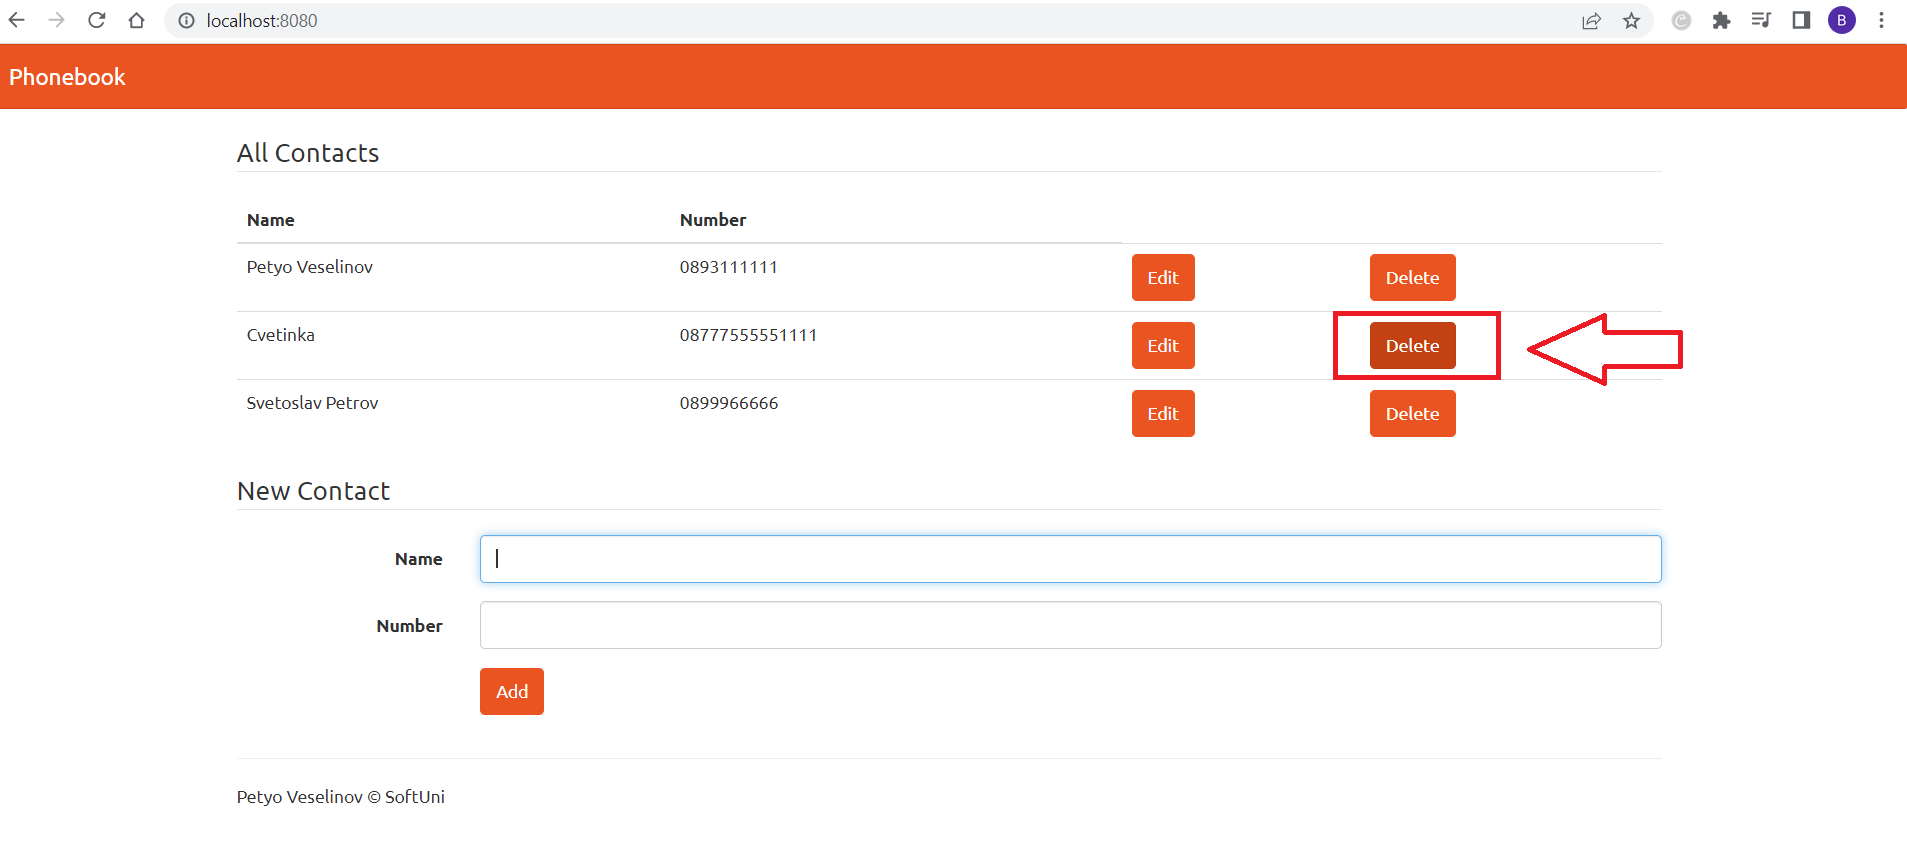 localhost:8080
B
Phonebook
All Contacts
Name Number
Petyo Veselinov 0893111111 Edit Delete
Cvetinka 08777555551111 Edit Delete
Svetoslav Petrov 0899966666 Edit Delete
New Contact
Name
Number
Add
Petyo Veselinov © SoftUni